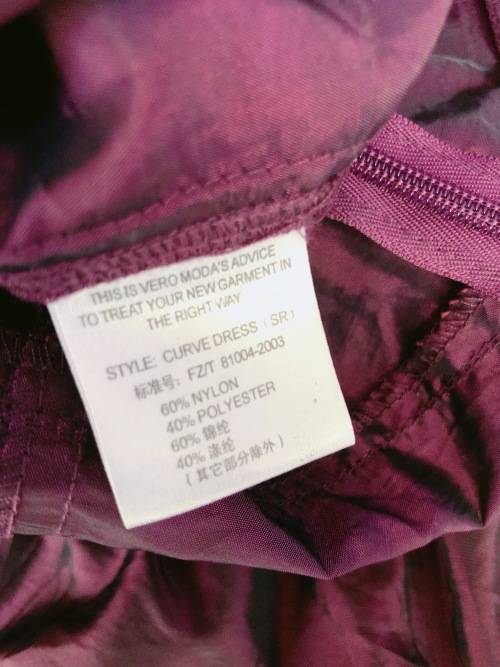 THIS IS VERO MODA'S ADVICE
TO TREAT YOUR NEW GARMENT IN
THE RIGHT WAY
STYLE: CURVE DRESS (SR)
标准号: FZ/T 81004-2003
60% NYLON
40% POLYESTER
60% 锦纶
40% 涤纶
(其它部分除外)